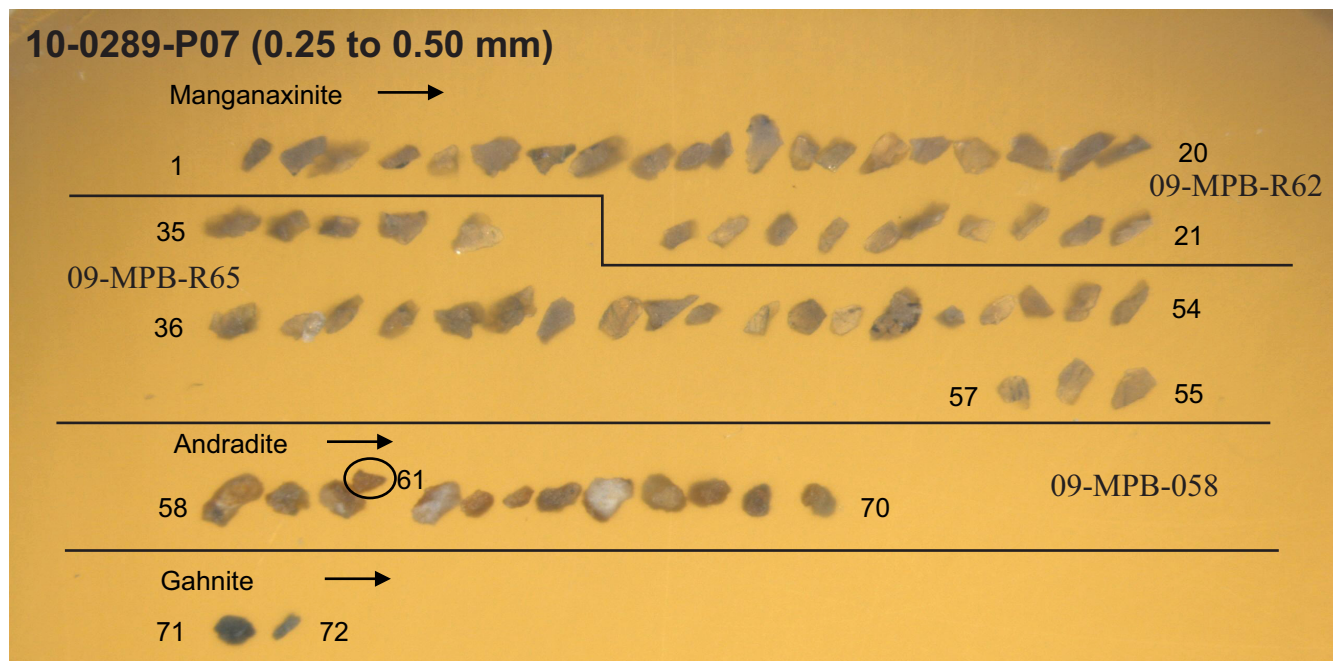 10-0289-P07 (0.25 to 0.50 mm)
Manganaxinite
1 20
09-MPB-R62
35 21
09-MPB-R65
36 54
57 55
Andradite
61
58 70 09-MPB-058
Gahnite
71 72